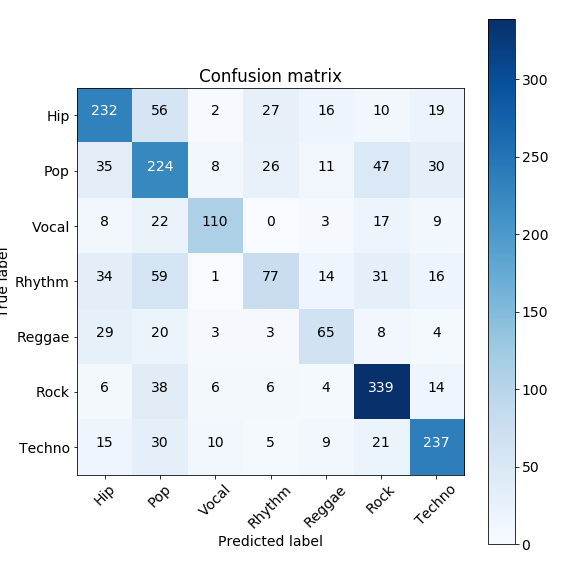 Confusion matrix
Hip 232 56 2 27 16 10 19
Pop 35 224 8 26 11 47 30
Vocal 8 22 110 0 3 17 9
Rhythm 34 59 1 77 14 31 16
Reggae 29 20 3 3 65 8 4
Rock 6 38 6 6 4 339 14
Techno 15 30 10 5 9 21 237
Hip Pop Vocal Rhythm Reggae Rock Techno
Predicted label
True label
300
250
200
150
100
50
0